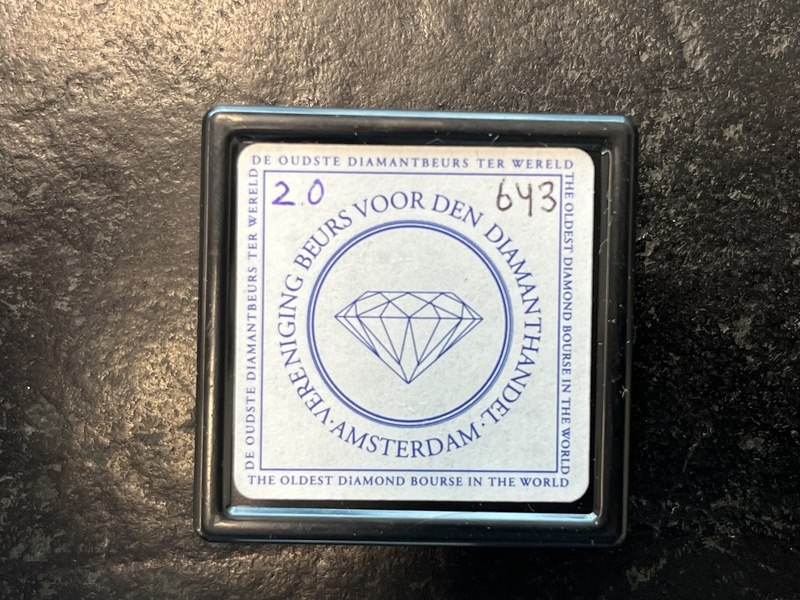 DE OUDSTE DIAMANTBEURS TER WERELD
2.0
643
VERENIGING BEURS VOOR DEN DIAMANTHANDEL
· AMSTERDAM ·
DE OUDSTE DIAMANTBEURS TER WERELD
THE OLDEST DIAMOND BOURSE IN THE WORLD
THE OLDEST DIAMOND BOURSE IN THE WORLD